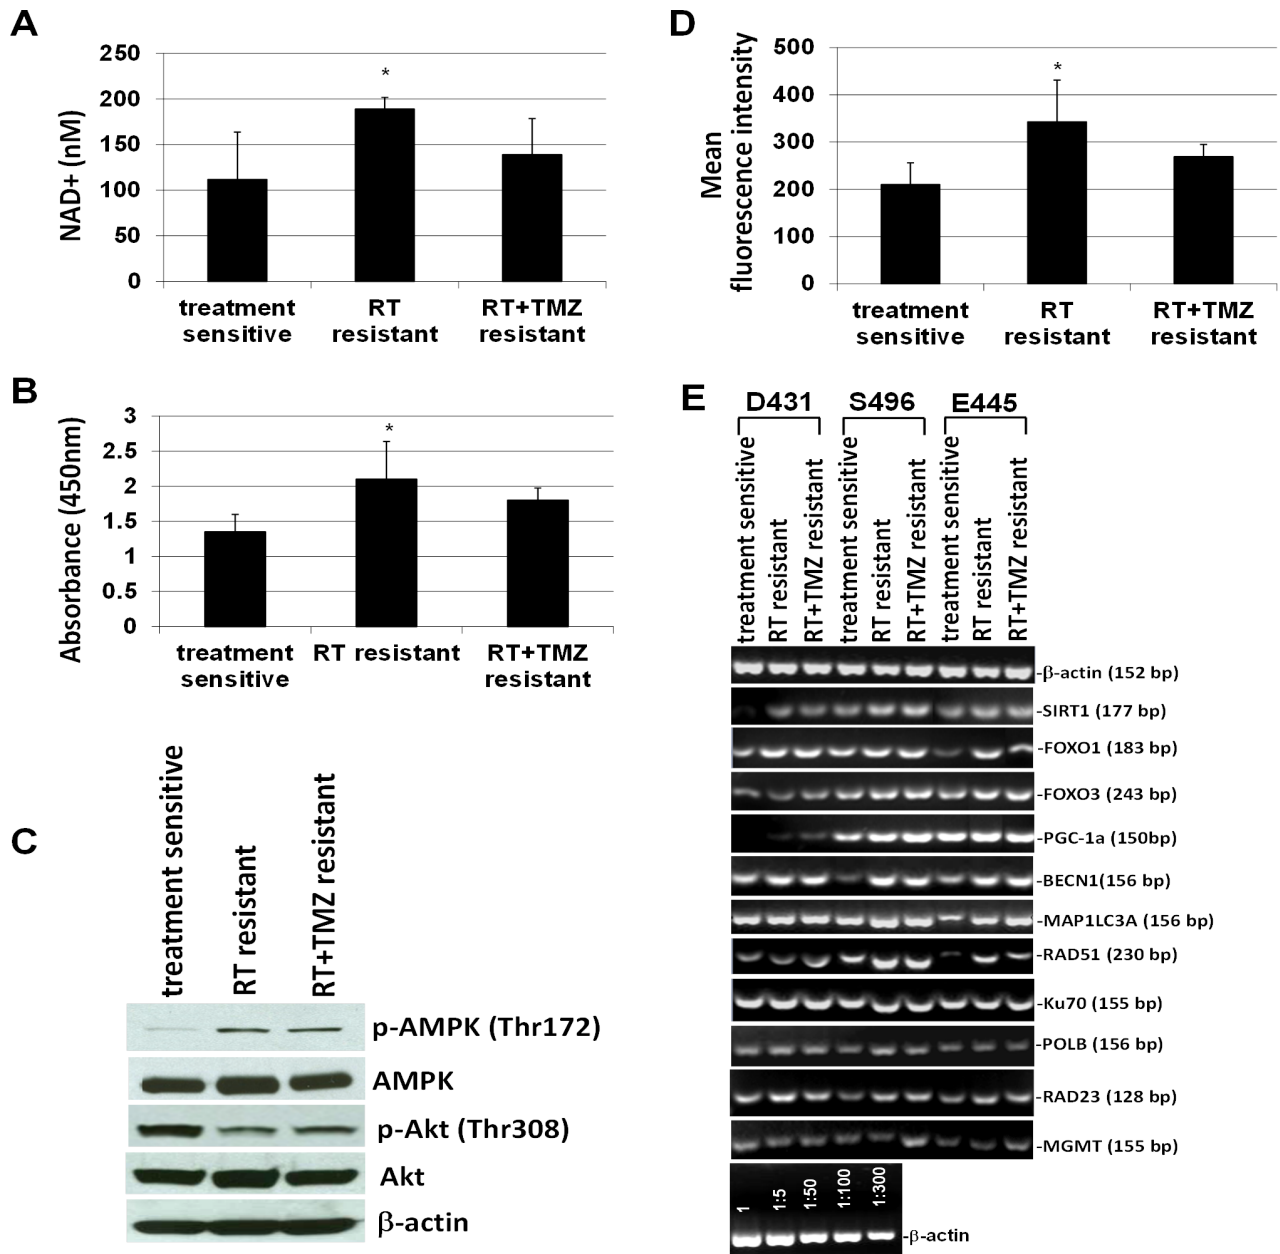 A
NAD+ (nM)
250
200
150
100
50
0
*
treatment
sensitive
RT
resistant
RT+TMZ
resistant
B
Absorbance (450nm)
3
2.5
2
1.5
1
0.5
0
*
treatment
sensitive
RT resistant
RT+TMZ
resistant
C
treatment sensitive
RT resistant
RT+TMZ resistant
p-AMPK (Thr172)
AMPK
p-Akt (Thr308)
Akt
β-actin
D
Mean
fluorescence intensity
500
400
300
200
100
0
*
treatment
sensitive
RT
resistant
RT+TMZ
resistant
E
D431
S496
E445
treatment sensitive
RT resistant
RT+TMZ resistant
treatment sensitive
RT resistant
RT+TMZ resistant
treatment sensitive
RT resistant
RT+TMZ resistant
-β-actin (152 bp)
-SIRT1 (177 bp)
-FOXO1 (183 bp)
-FOXO3 (243 bp)
-PGC-1a (150bp)
-BECN1(156 bp)
-MAP1LC3A (156 bp)
-RAD51 (230 bp)
-Ku70 (155 bp)
-POLB (156 bp)
-RAD23 (128 bp)
-MGMT (155 bp)
1
1:5
1:50
1:100
1:300
-β-actin